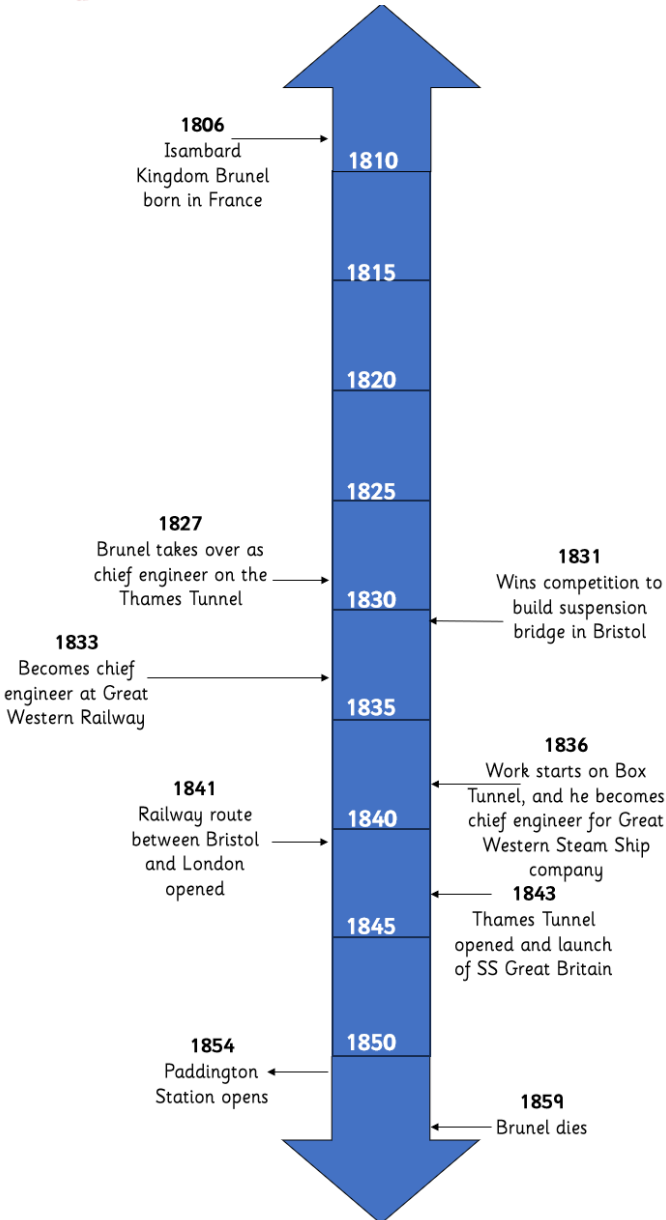 1806
Isambard
Kingdom Brunel
born in France
1810
1815
1820
1825
1827
Brunel takes over as
chief engineer on the
Thames Tunnel
1831
Wins competition to
build suspension
bridge in Bristol
1830
1833
Becomes chief
engineer at Great
Western Railway
1835
1836
Work starts on Box
Tunnel, and he becomes
chief engineer for Great
Western Steam Ship
company
1841
Railway route
between Bristol
and London
opened
1840
1843
Thames Tunnel
opened and launch
of SS Great Britain
1845
1850
1854
Paddington
Station opens
1859
Brunel dies